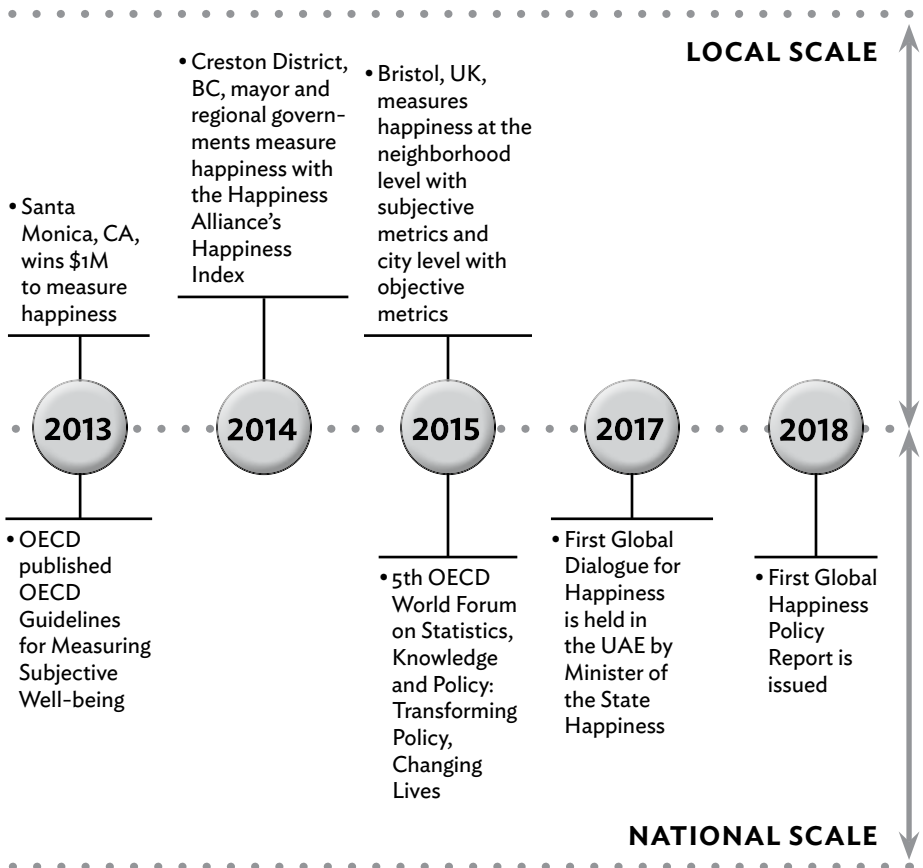 LOCAL SCALE
• Santa
Monica, CA,
wins $1M
to measure
happiness
• Creston District,
BC, mayor and
regional govern-
ments measure
happiness with
the Happiness
Alliance’s
Happiness
Index
• Bristol, UK,
measures
happiness at the
neighborhood
level with
subjective
metrics and
city level with
objective
metrics
2013
2014
2015
2017
2018
• OECD
published
OECD
Guidelines
for Measuring
Subjective
Well-being
• 5th OECD
World Forum
on Statistics,
Knowledge
and Policy:
Transforming
Policy,
Changing
Lives
• First Global
Dialogue for
Happiness
is held in
the UAE by
Minister of
the State
Happiness
• First Global
Happiness
Policy
Report is
issued
NATIONAL SCALE